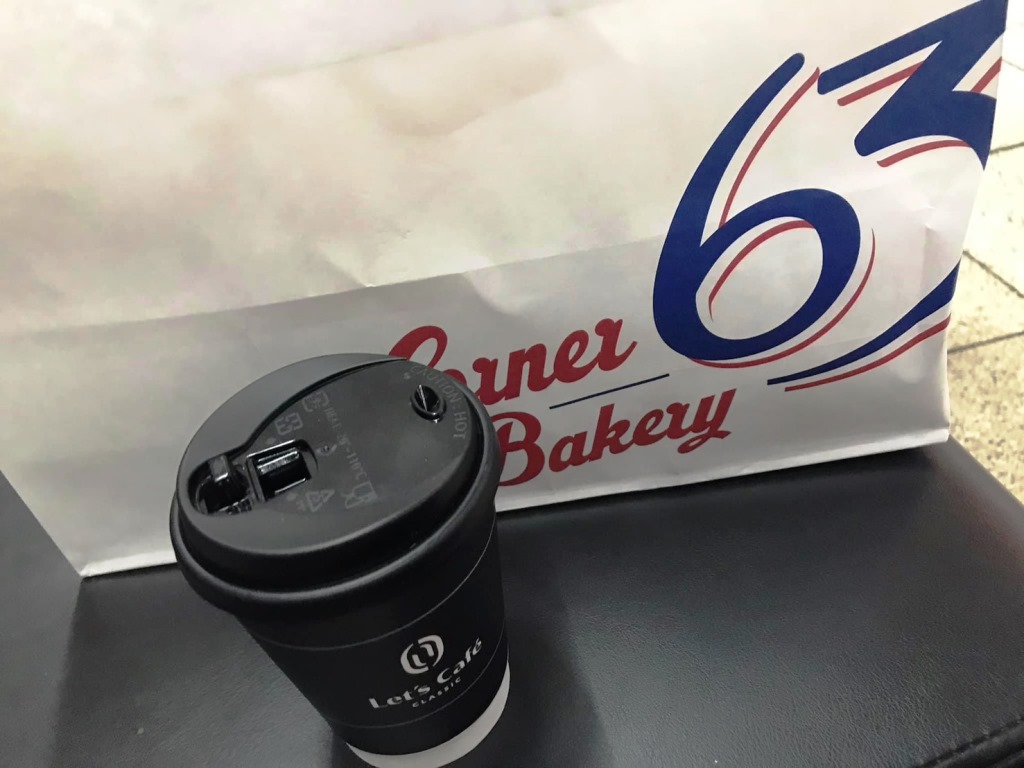 63
Corner
Bakery
CAUTION: HOT
Let's Café
CLASSIC